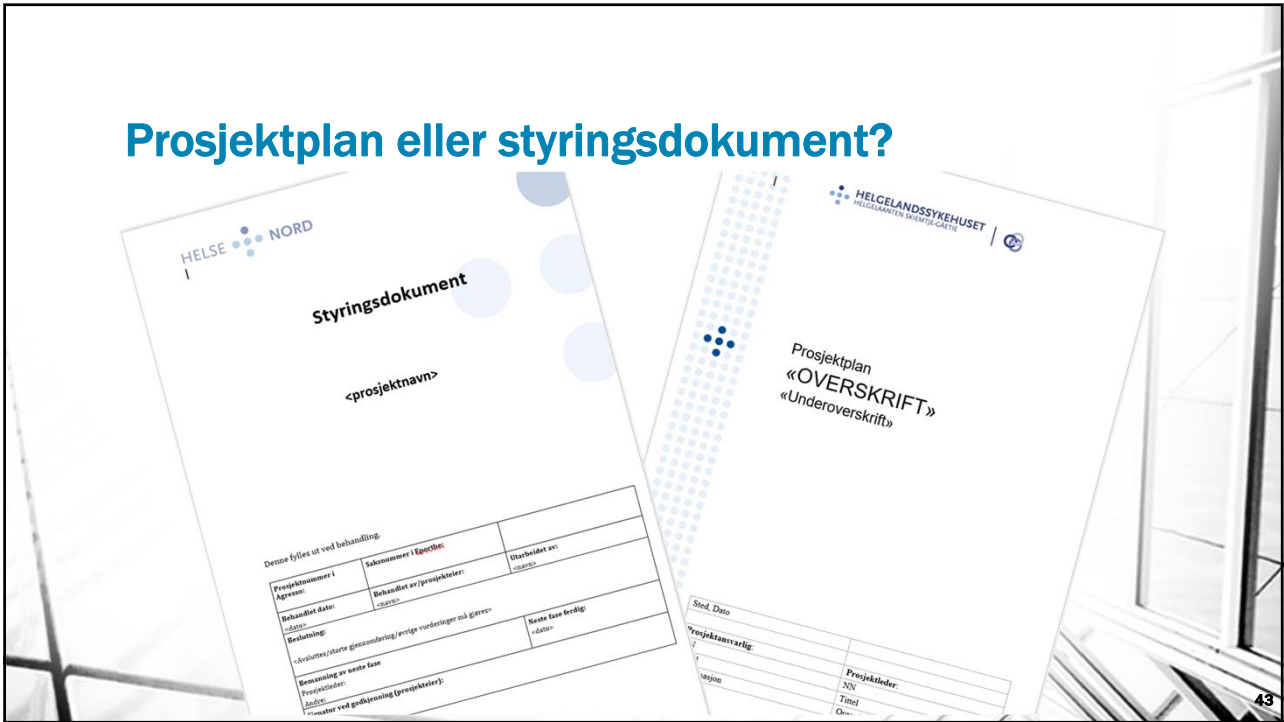 Prosjektplan eller styringsdokument?
HELSE NORD
Styringsdokument
<prosjektnavn>
Denne fylles ut ved behandling.
Prosjektnummer i
Agresso:
Saksnummer i Ephorte:
Behandlet dato:
<dato>
Behandlet av/prosjekteier:
<navn>
Utarbeidet av:
<navn>
Beslutning:
<Avsluttes/starte gjennomføring/øvrige vurderinger må gjøres>
Bemanning av neste fase
Prosjektleder:
Andre:
Neste fase ferdig:
<dato>
Signatur ved godkjenning (prosjekteier):
HELGELANDSSYKEHUSET
HELGELAANTEN SKIEMTJE-GÅETIE
Prosjektplan
«OVERSKRIFT»
«Underoverskrift»
Sted, Dato
Prosjektansvarlig:
Prosjektleder:
NN
Tittel
43